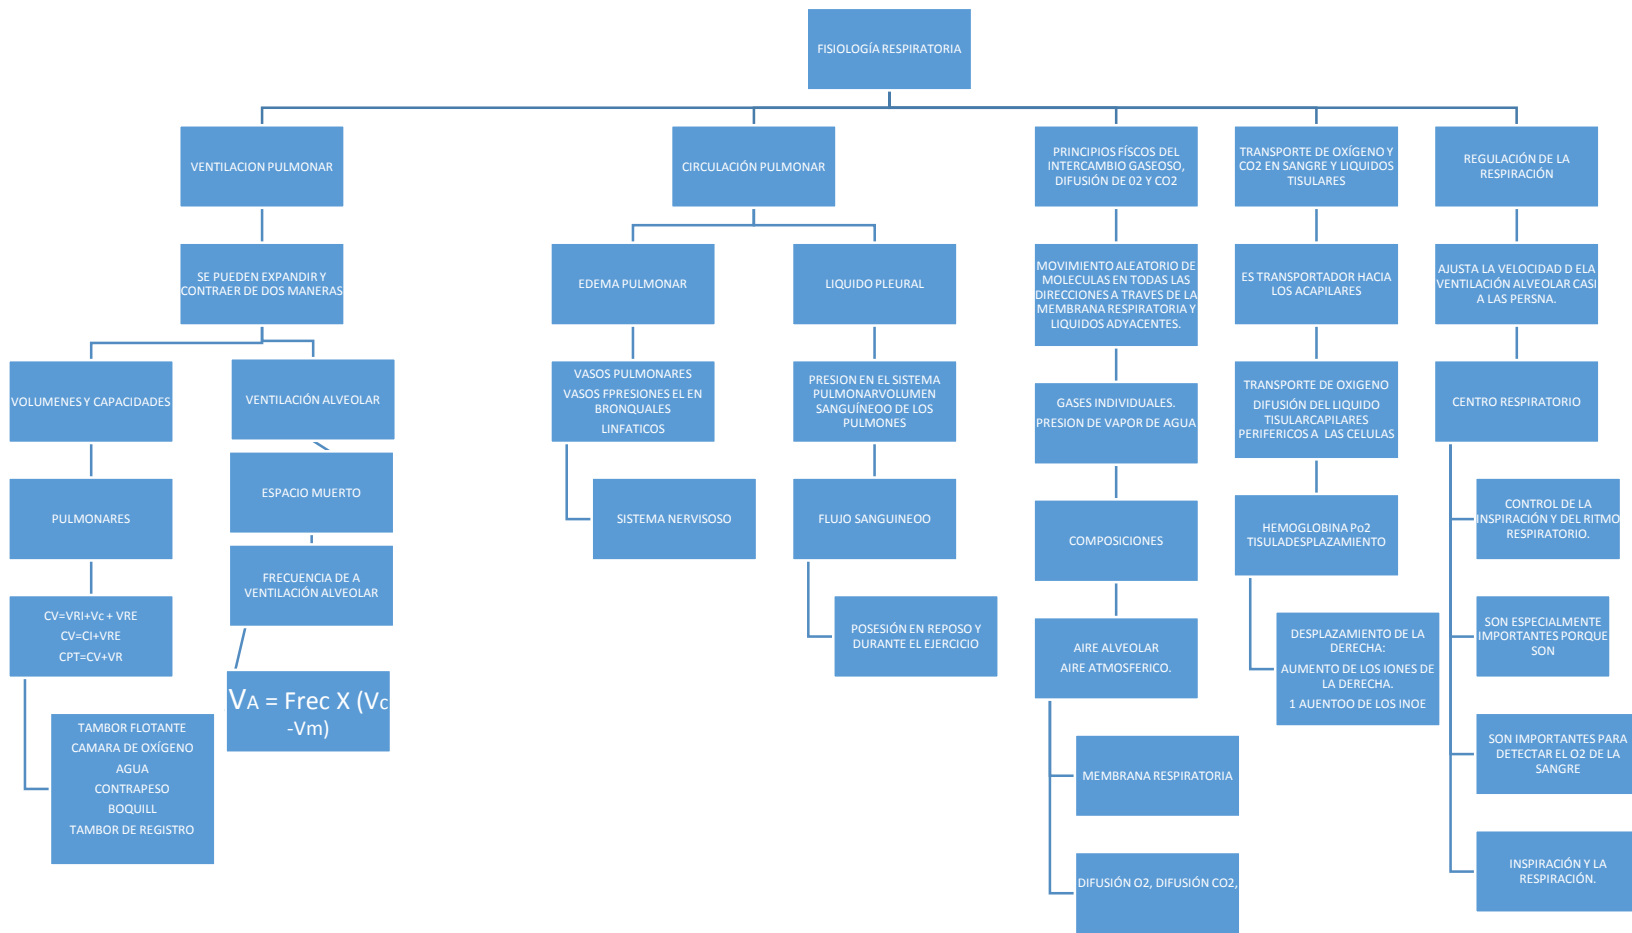 FISIOLOGÍA RESPIRATORIA
VENTILACION PULMONAR
CIRCULACIÓN PULMONAR
PRINCIPIOS FÍSCOS DEL
INTERCAMBIO GASEOSO,
DIFUSIÓN DE 02 Y CO2
TRANSPORTE DE OXÍGENO Y
CO2 EN SANGRE Y LIQUIDOS
TISULARES
REGULACIÓN DE LA
RESPIRACIÓN
SE PUEDEN EXPANDIR Y
CONTRAER DE DOS MANERAS
EDEMA PULMONAR
LIQUIDO PLEURAL
MOVIMIENTO ALEATORIO DE
MOLECULAS EN TODAS LAS
DIRECCIONES A TRAVES DE LA
MEMBRANA RESPIRATORIA Y
LIQUIDOS ADYACENTES.
ES TRANSPORTADOR HACIA
LOS ACAPILARES
AJUSTA LA VELOCIDAD D ELA
VENTILACIÓN ALVEOLAR CASI
A LAS PERSNA.
VOLUMENES Y CAPACIDADES
VENTILACIÓN ALVEOLAR
VASOS PULMONARES
VASOS FPRESIONES EL EN
BRONQUALES
LINFATICOS
PRESION EN EL SISTEMA
PULMONARVOLUMEN
SANGUÍNEOO DE LOS
PULMONES
GASES INDIVIDUALES.
PRESION DE VAPOR DE AGUA
TRANSPORTE DE OXIGENO
DIFUSIÓN DEL LIQUIDO
TISULARCAPILARES
PERIFERICOS A LAS CELULAS
CENTRO RESPIRATORIO
PULMONARES
ESPACIO MUERTO
SISTEMA NERVISOSO
FLUJO SANGUINEOO
COMPOSICIONES
HEMOGLOBINA Po2
TISULADESPLAZAMIENTO
CONTROL DE LA
INSPIRACIÓN Y DEL RITMO
RESPIRATORIO.
FRECUENCIA DE A
VENTILACIÓN ALVEOLAR
CV=VRI+Vc + VRE
CV=CI+VRE
CPT=CV+VR
POSESIÓN EN REPOSO Y
DURANTE EL EJERCICIO
AIRE ALVEOLAR
AIRE ATMOSFERICO.
DESPLAZAMIENTO DE LA
DERECHA:
AUMENTO DE LOS IONES DE
LA DERECHA.
1 AUENTOO DE LOS INOE
SON ESPECIALMENTE
IMPORTANTES PORQUE
SON
VA = Frec X (Vc
-Vm)
TAMBOR FLOTANTE
CAMARA DE OXÍGENO
AGUA
CONTRAPESO
BOQUILL
TAMBOR DE REGISTRO
MEMBRANA RESPIRATORIA
SON IMPORTANTES PARA
DETECTAR EL O2 DE LA
SANGRE
DIFUSIÓN O2, DIFUSIÓN CO2,
INSPIRACIÓN Y LA
RESPIRACIÓN.